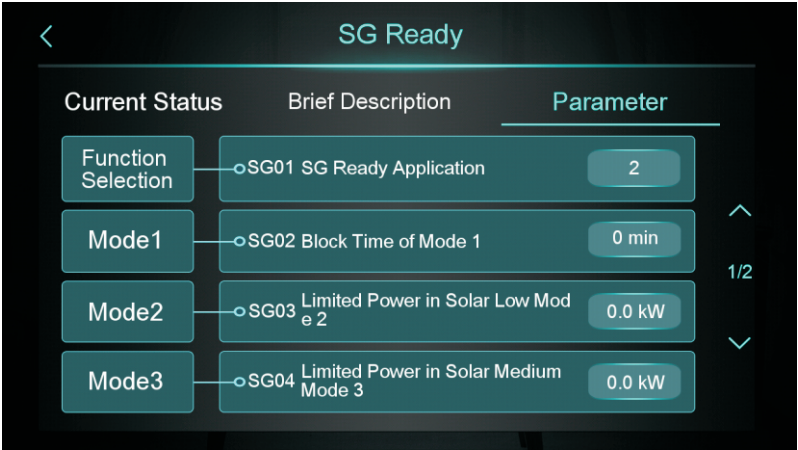 SG Ready
Current Status
Brief Description
Parameter
Function
Selection
SG01 SG Ready Application
2
Mode1
SG02 Block Time of Mode 1
0 min
Mode2
SG03 Limited Power in Solar Low Mod
e 2
0.0 kW
Mode3
SG04 Limited Power in Solar Medium
Mode 3
0.0 kW
1/2